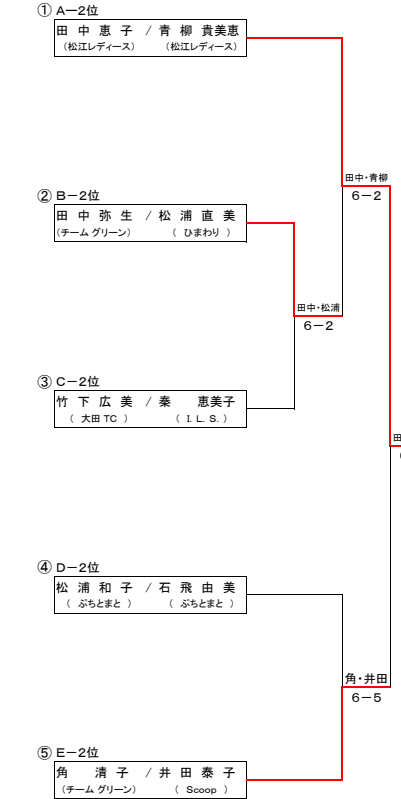 ① A－2位
田中恵子 / 青柳貴美恵
(松江レディース) (松江レディース)
田中・青柳
6－2
② B－2位
田中弥生 / 松浦直美
(チームグリーン) ( ひまわり )
田中・松浦
6－2
③ C－2位
竹下広美 / 秦 恵美子
( 大田 TC ) ( I. L. S. )
田
④ D－2位
松浦和子 / 石飛由美
( ぷちとまと ) ( ぷちとまと )
角・井田
6－5
⑤ E－2位
角 清子 / 井田泰子
(チームグリーン) ( Scoop )